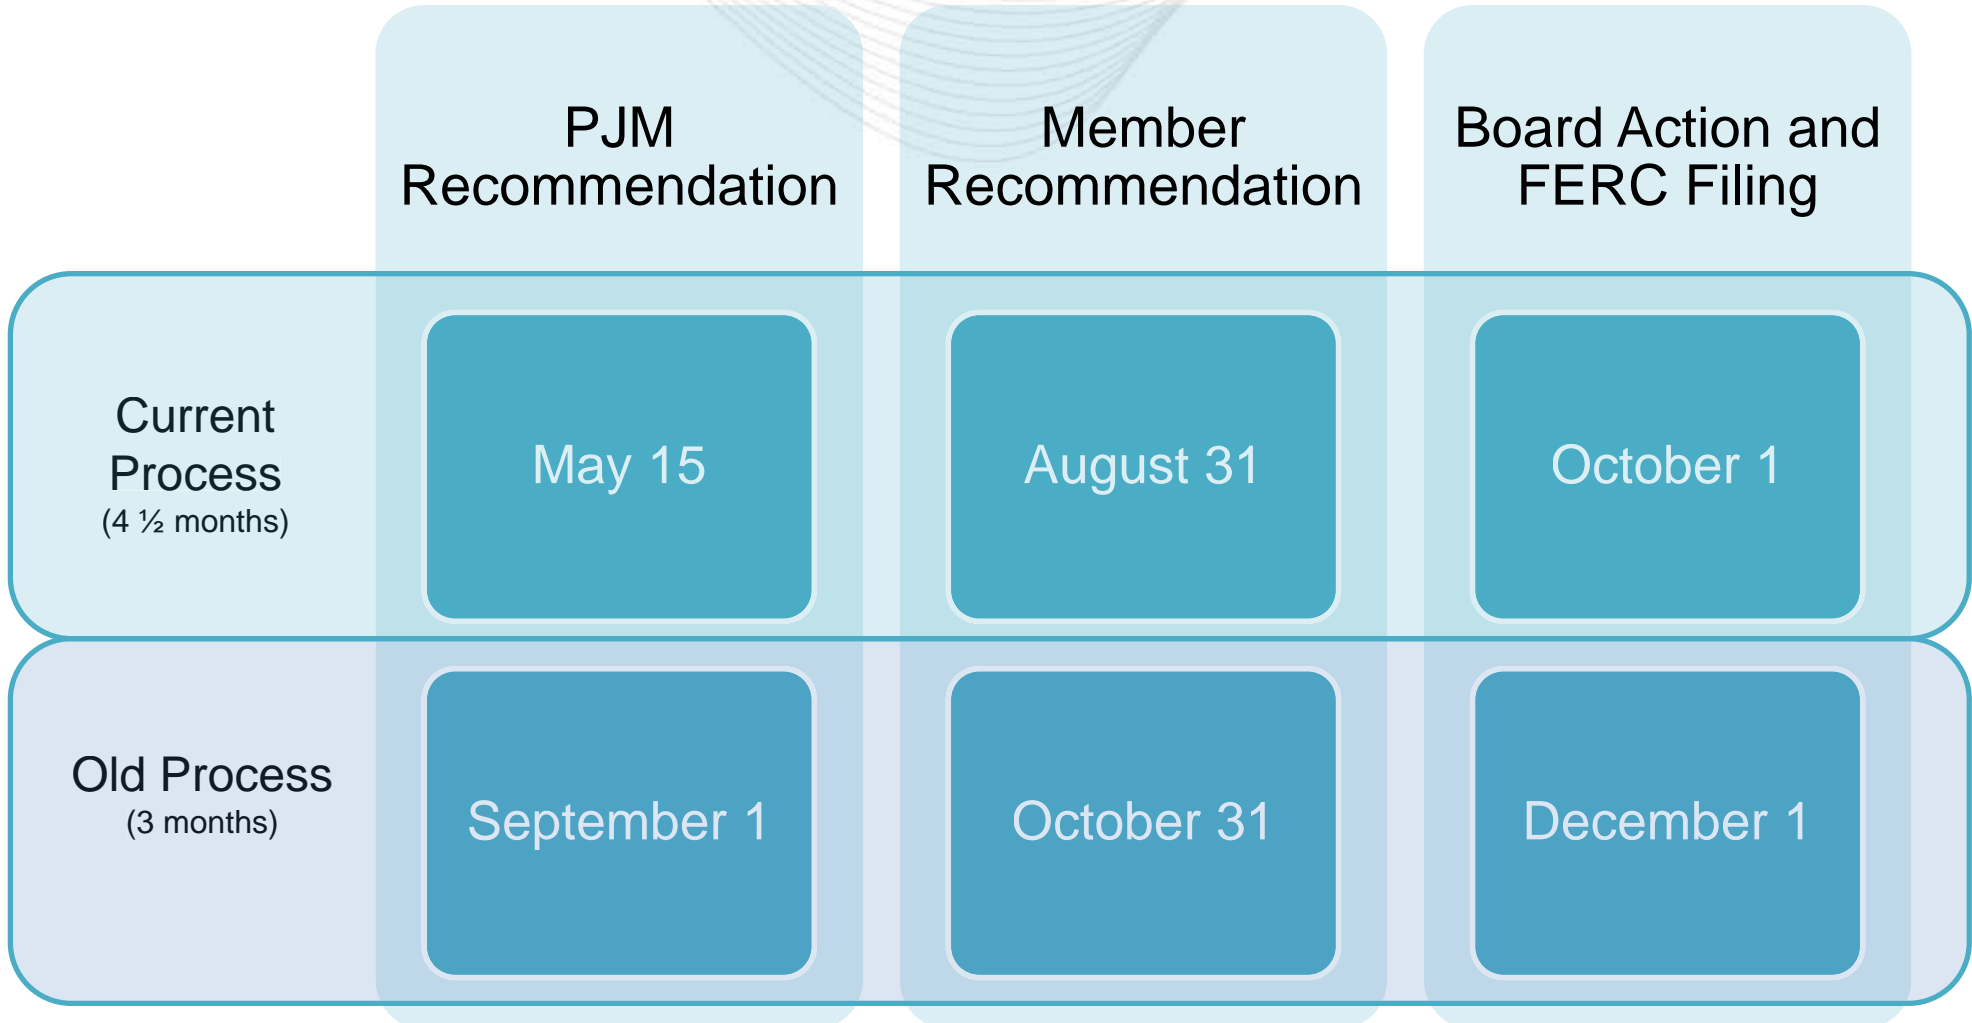 PJM
Recommendation
Member
Recommendation
Board Action and
FERC Filing
Current
Process
(4 ½ months)
May 15
August 31
October 1
Old Process
(3 months)
September 1
October 31
December 1